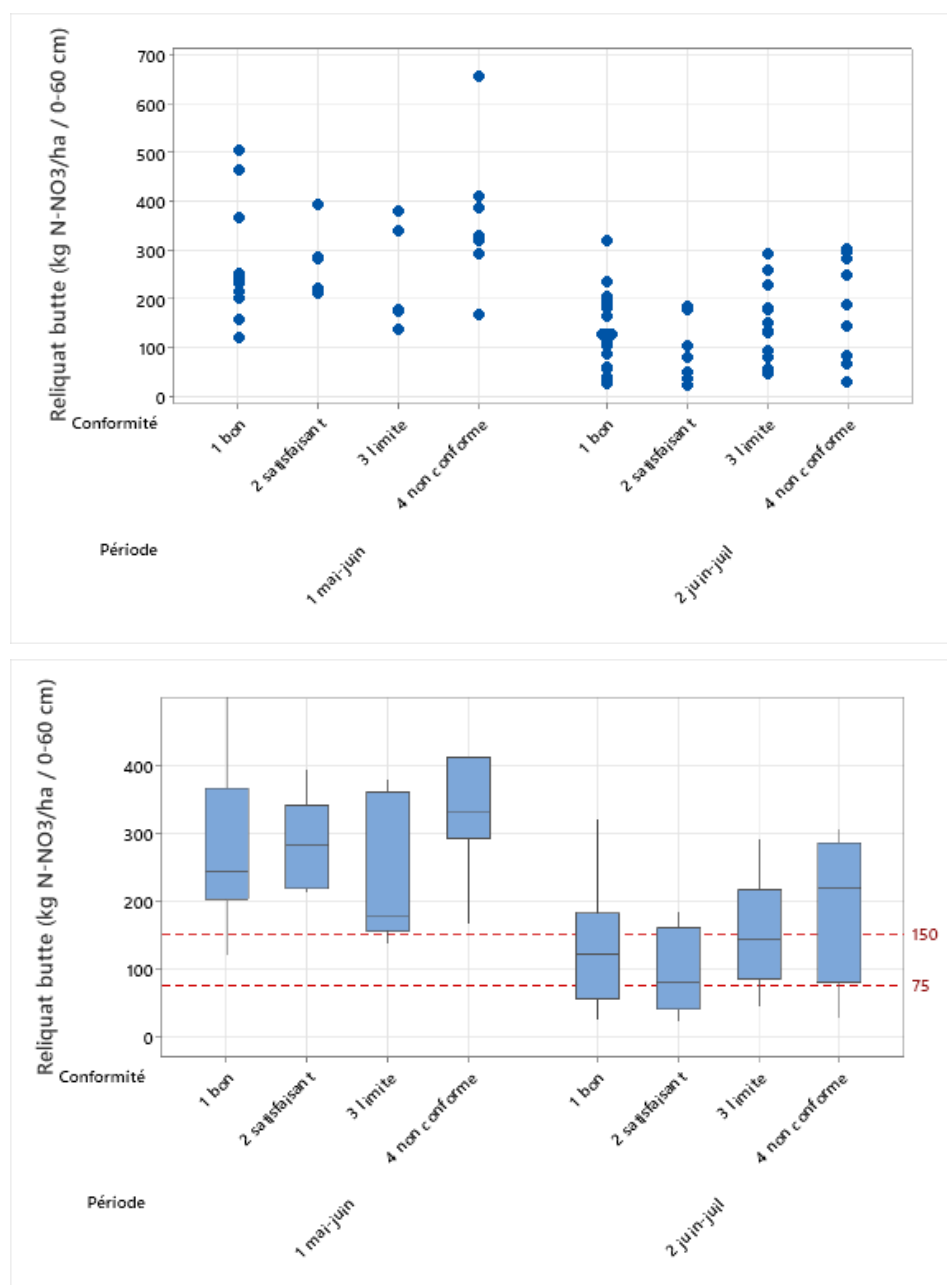 Reliquat butte (kg N-NO3/ha / 0-60 cm)
700
600
500
400
300
200
100
0
Conformité
1 bon
2 satisfaisant
3 limite
4 non conforme
1 bon
2 satisfaisant
3 limite
4 non conforme
Période
1 mai-juin
2 juin-juil
Reliquat butte (kg N-NO3/ha / 0-60 cm)
400
300
200
100
0
150
75
Conformité
1 bon
2 satisfaisant
3 limite
4 non conforme
1 bon
2 satisfaisant
3 limite
4 non conforme
Période
1 mai-juin
2 juin-juil